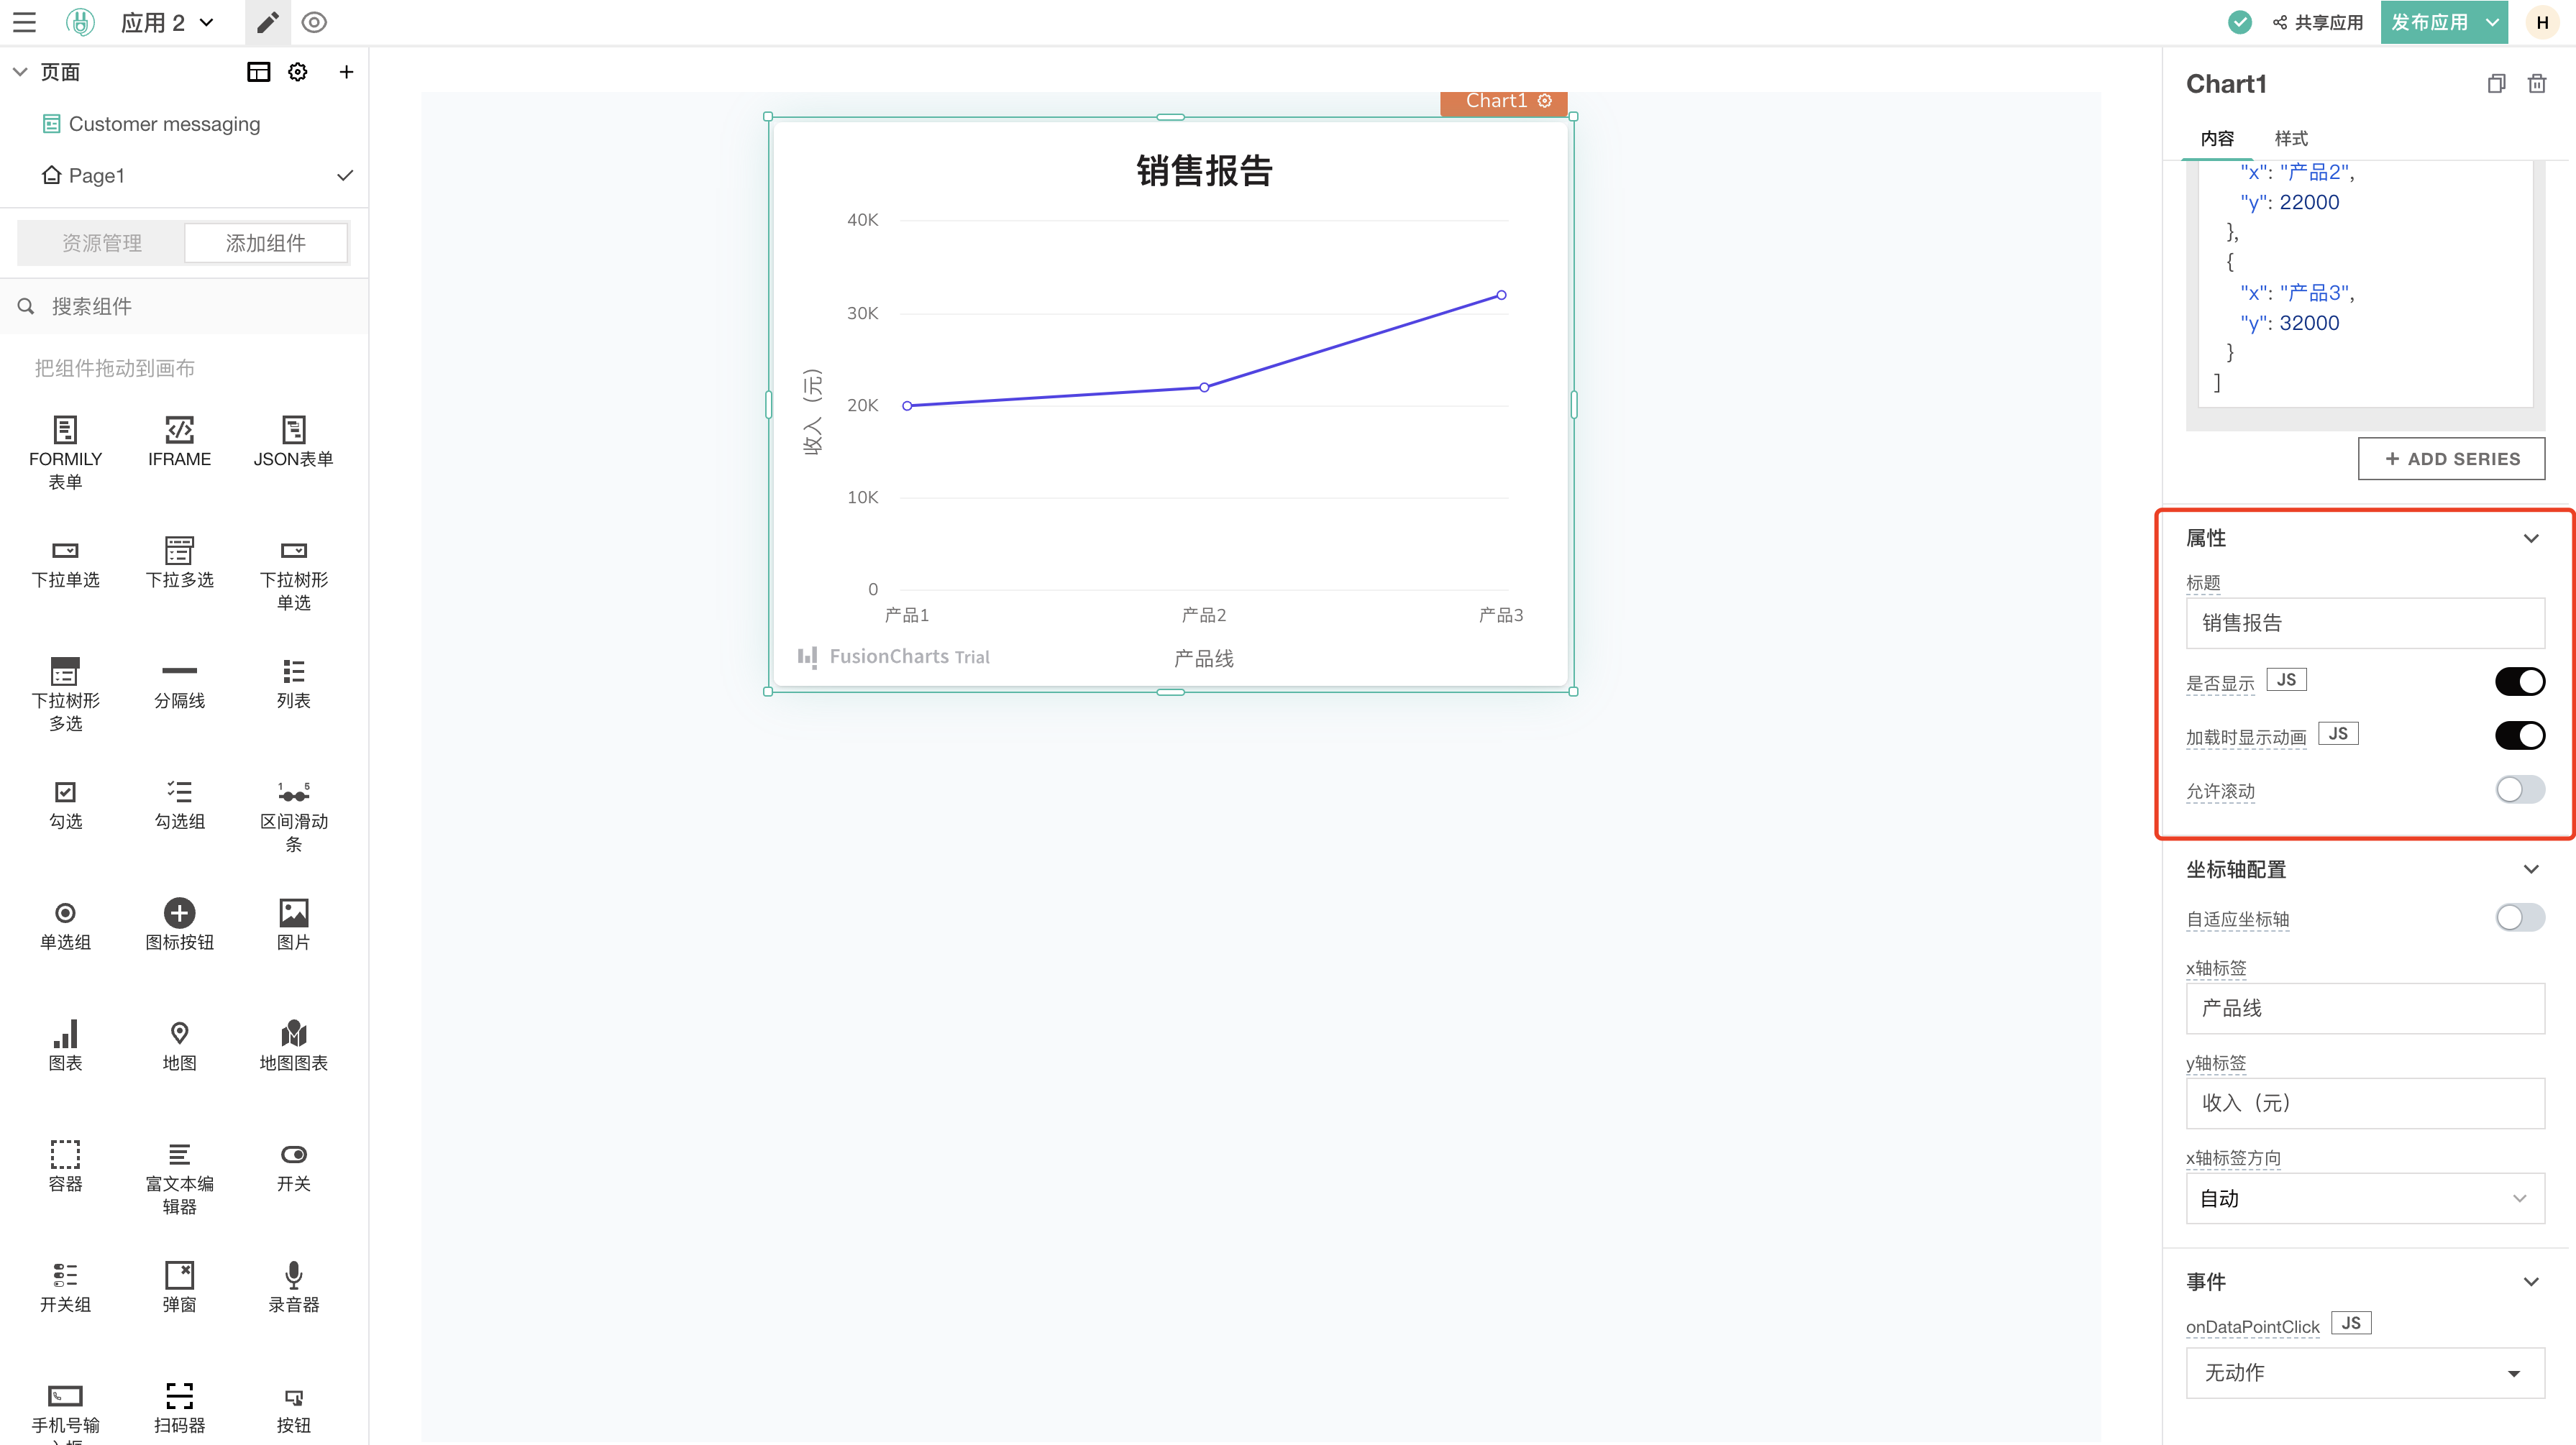 应用 2
共享应用
发布应用
H
页面
Customer messaging
Page1
资源管理
添加组件
搜索组件
把组件拖动到画布
FORMILY
表单
IFRAME
JSON表单
下拉单选
下拉多选
下拉树形
单选
下拉树形
多选
分隔线
列表
勾选
勾选组
1 5
区间滑动
条
单选组
图标按钮
图片
图表
地图
地图图表
容器
富文本编
辑器
开关
开关组
弹窗
录音器
手机号输
扫码器
按钮
Chart1
销售报告
40K
30K
20K
10K
0
收入（元）
产品1
产品2
产品3
FusionCharts Trial
产品线
Chart1
内容
样式
"x": "产品2",
"y": 22000
},
{
"x": "产品3",
"y": 32000
}
]
+ ADD SERIES
属性
标题
销售报告
是否显示 JS
加载时显示动画 JS
允许滚动
坐标轴配置
自适应坐标轴
x轴标签
产品线
y轴标签
收入（元）
x轴标签方向
自动
事件
onDataPointClick JS
无动作